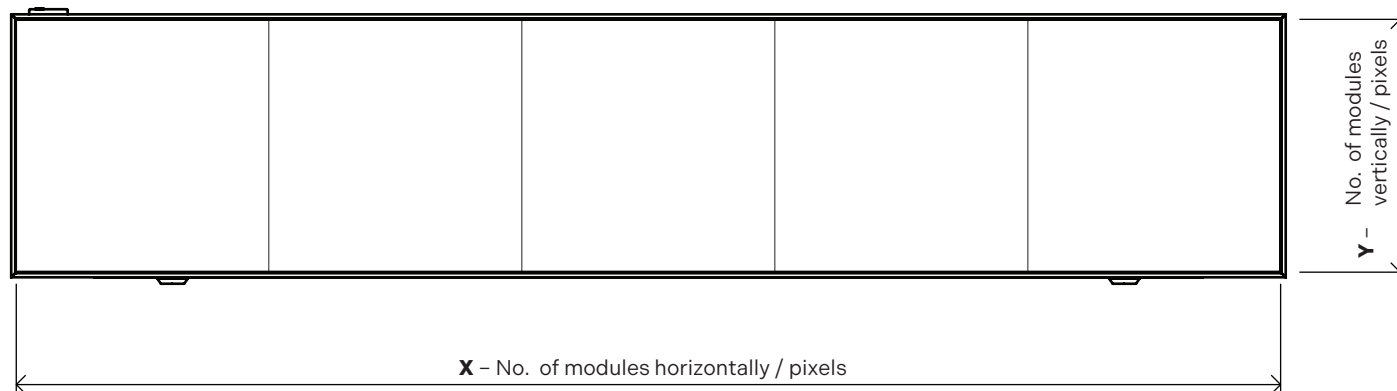 Y – No. of modules
vertically / pixels
X – No. of modules horizontally / pixels